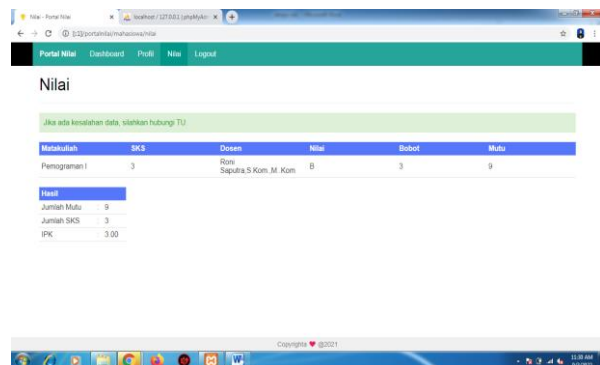 Nilai - Portal Nilai
localhost / 127.0.0.1 | phpMyAd
[::1]/portalnilai/mahasiswa/nilai
Portal Nilai Dashboard Profil Nilai Logout
Nilai
Jika ada kesalahan data, silahkan hubungi TU
Matakuliah SKS Dosen Nilai Bobot Mutu
Pemograman I 3 Roni Saputra,S.Kom.,M. Kom B 3 9
Hasil
Jumlah Mutu : 9
Jumlah SKS : 3
IPK : 3.00
Copyrights ❤ @2021
11:38 AM